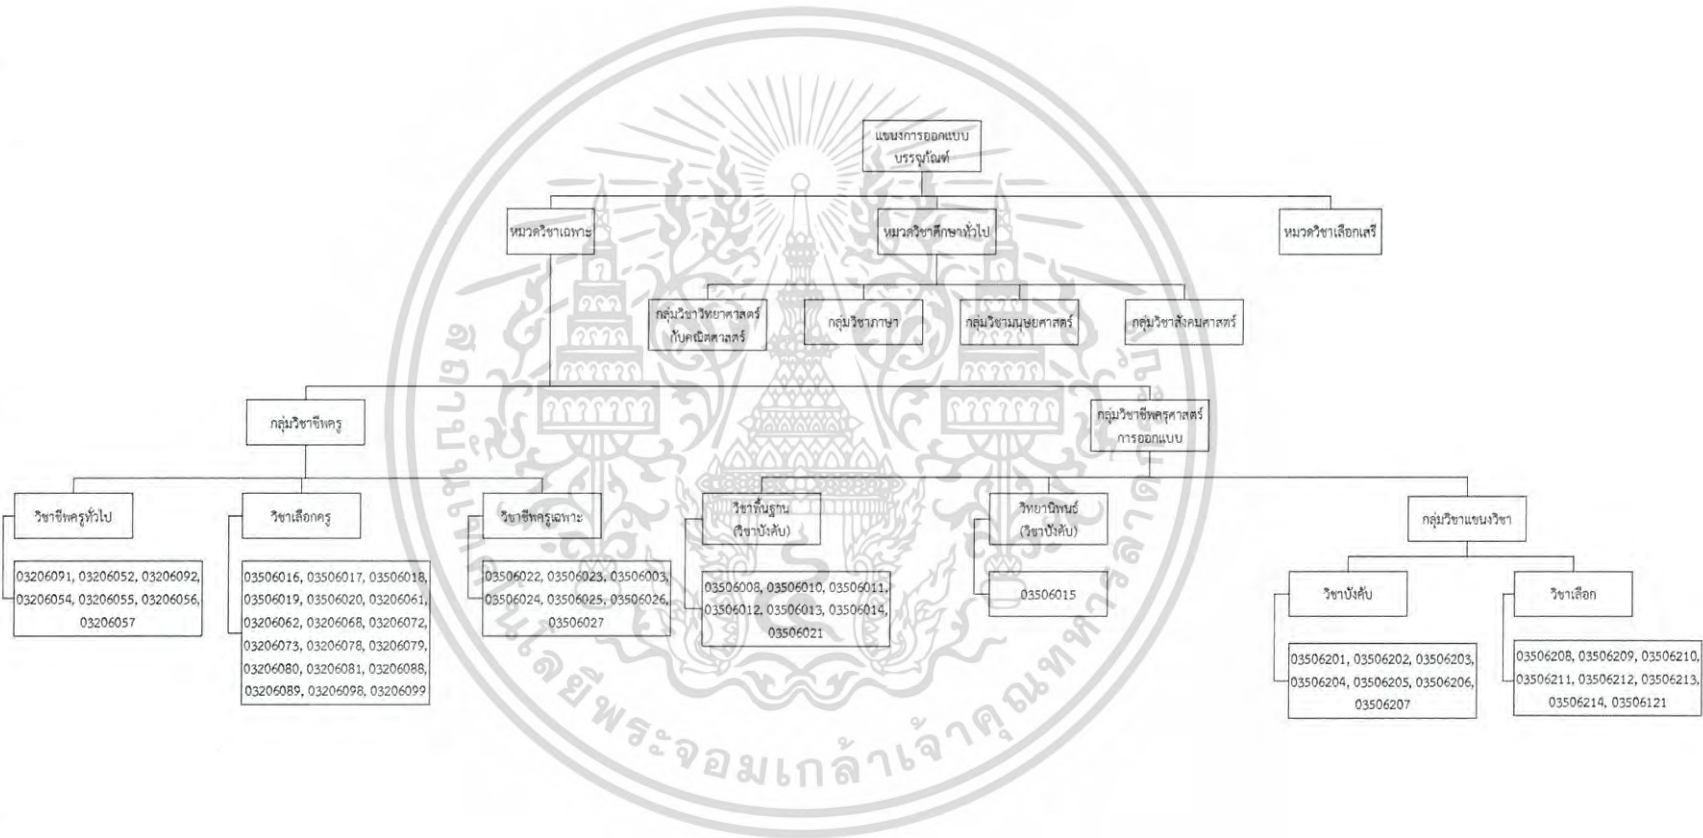 แขนงการออกแบบ
บรรจุภัณฑ์
หมวดวิชาเฉพาะ
หมวดวิชาศึกษาทั่วไป
หมวดวิชาเลือกเสรี
กลุ่มวิชาวิทยาศาสตร์
กับคณิตศาสตร์
กลุ่มวิชาภาษา
กลุ่มวิชามนุษยศาสตร์
กลุ่มวิชาสังคมศาสตร์
กลุ่มวิชาชีพครู
กลุ่มวิชาชีพครุศาสตร์
การออกแบบ
วิชาชีพครูทั่วไป
03206091, 03206052, 03206092,
03206054, 03206055, 03206056,
03206057
วิชาเลือกครู
03506016, 03506017, 03506018,
03506019, 03506020, 03206061,
03206062, 03206068, 03206072,
03206073, 03206078, 03206079,
03206080, 03206081, 03206088,
03206089, 03206098, 03206099
วิชาชีพครูเฉพาะ
03506022, 03506023, 03506003,
03506024, 03506025, 03506026,
03506027
วิชาพื้นฐาน
(วิชาบังคับ)
03506008, 03506010, 03506011,
03506012, 03506013, 03506014,
03506021
วิทยานิพนธ์
(วิชาบังคับ)
03506015
กลุ่มวิชาแขนงวิชา
วิชาบังคับ
03506201, 03506202, 03506203,
03506204, 03506205, 03506206,
03506207
วิชาเลือก
03506208, 03506209, 03506210,
03506211, 03506212, 03506213,
03506214, 03506121
สถาบันเทคโนโลยีพระจอมเกล้าเจ้าคุณทหารลาดกระบัง